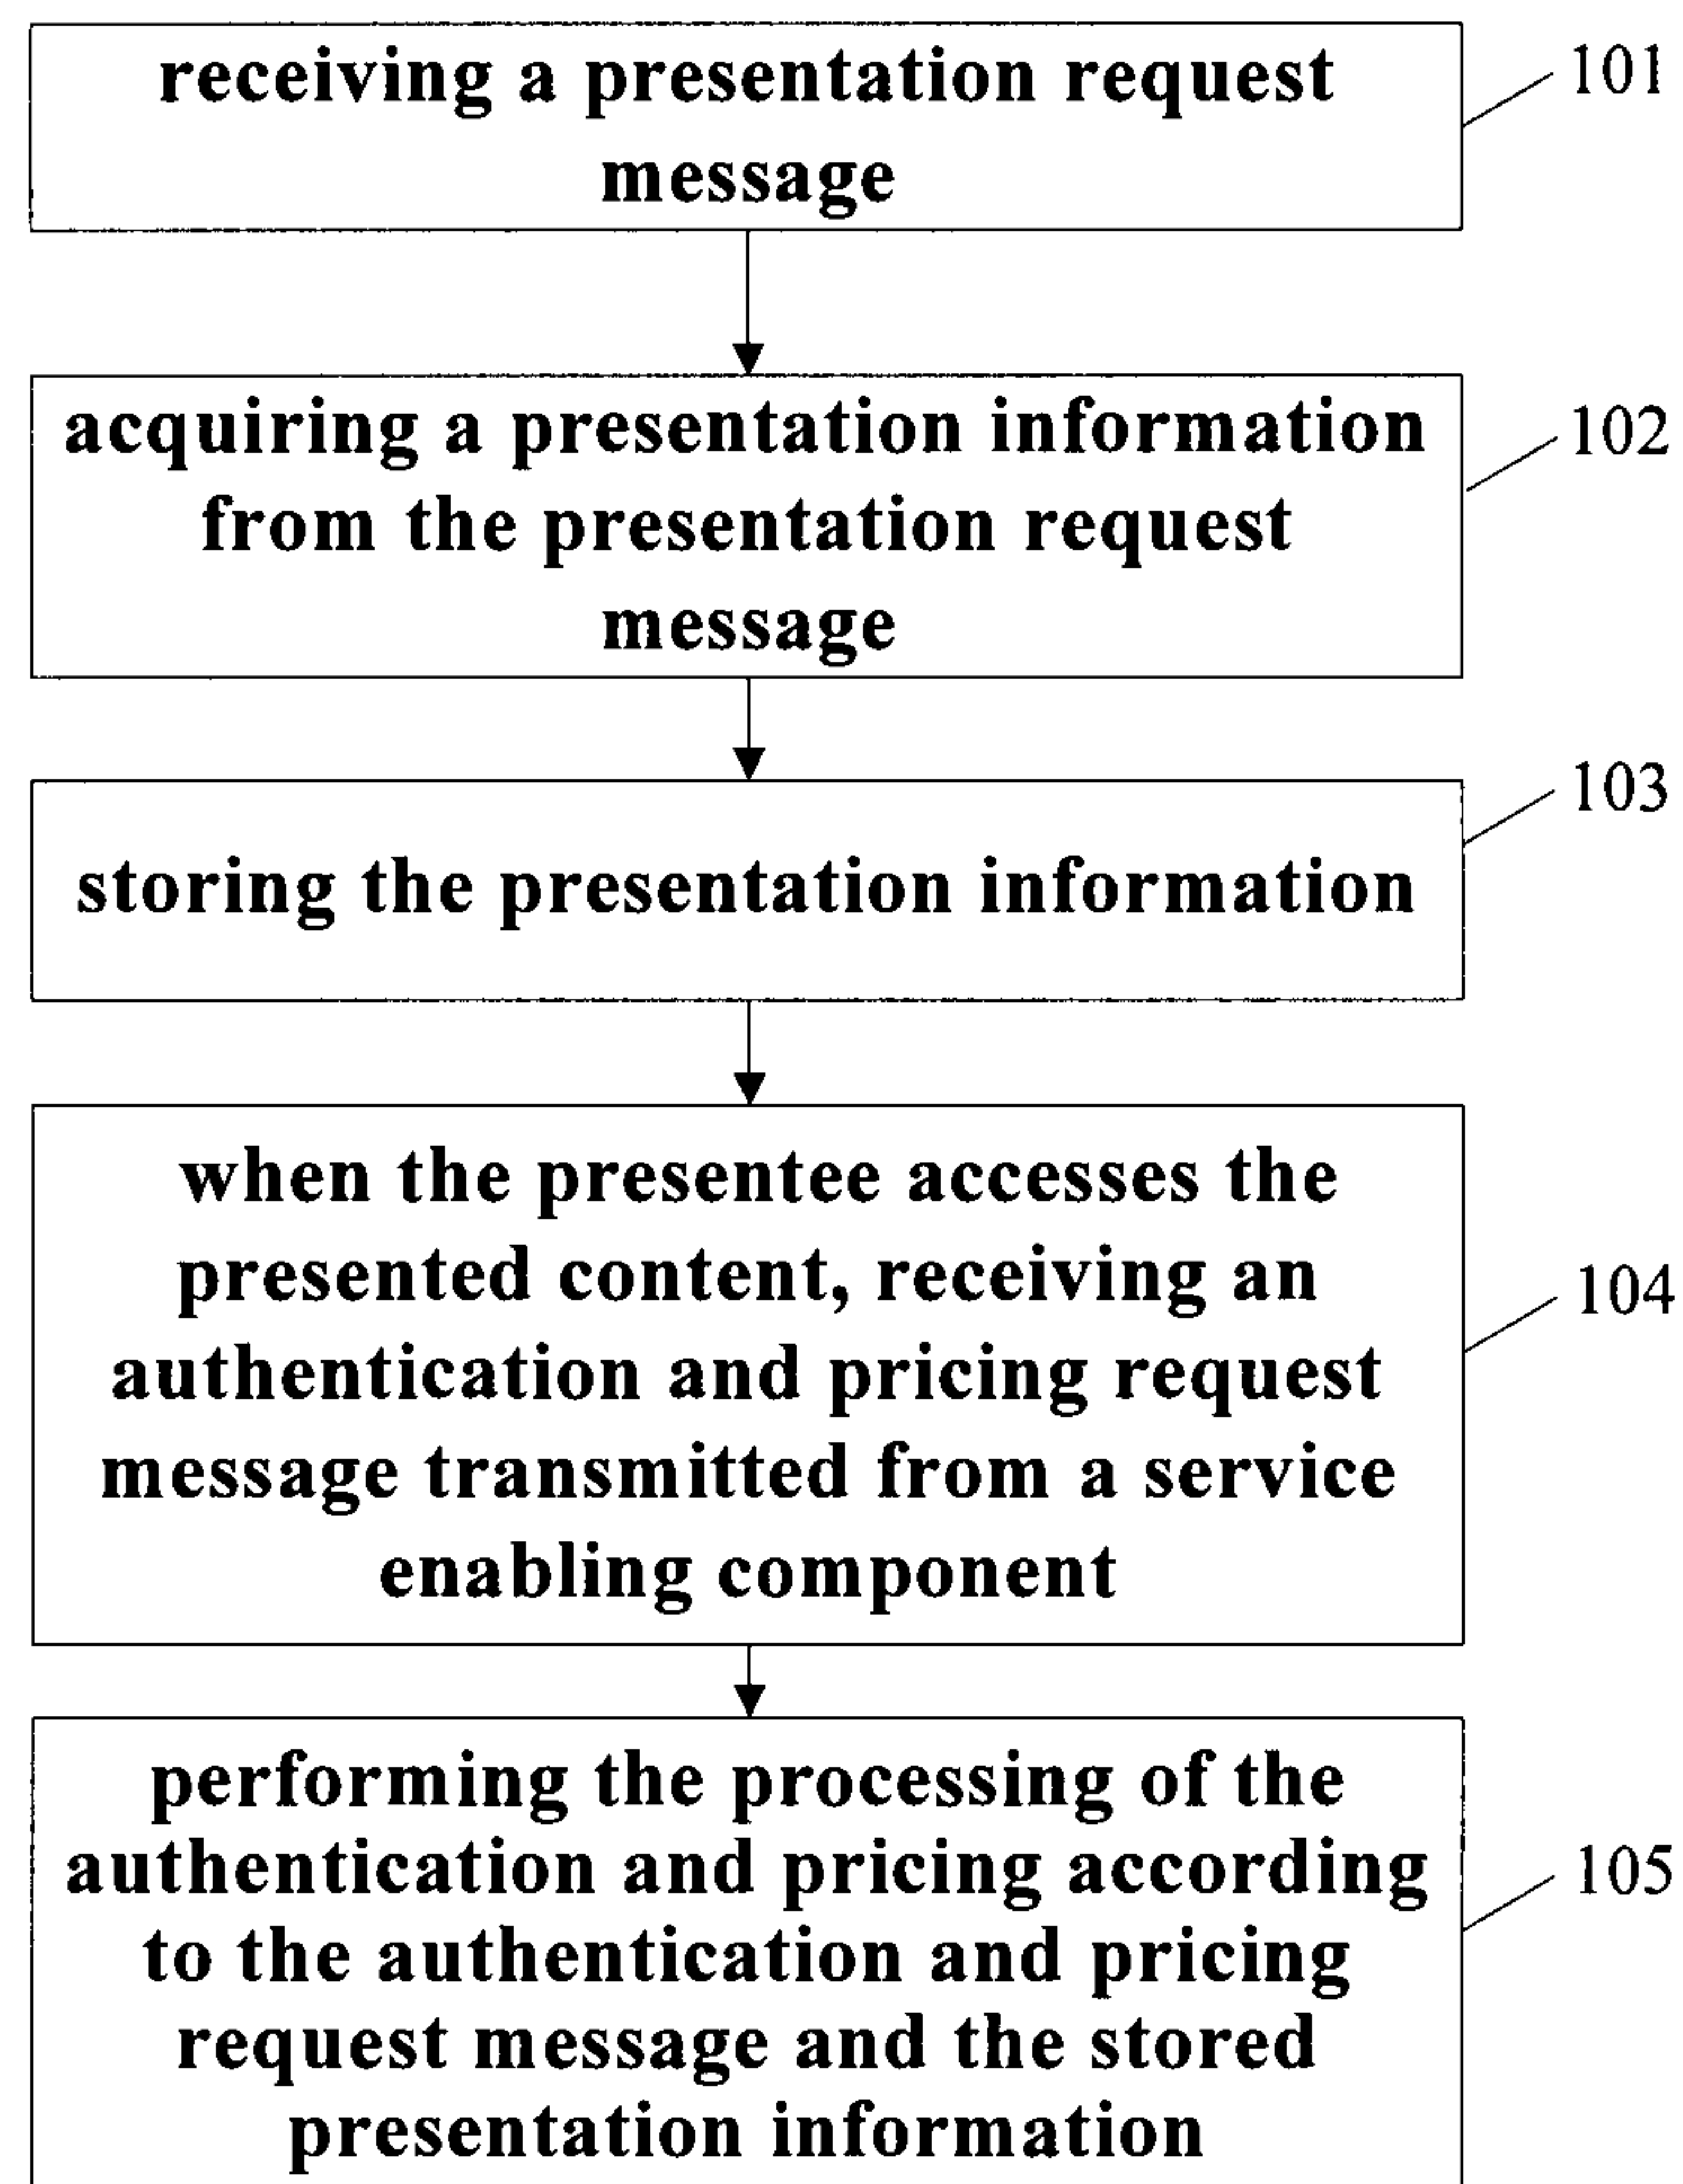 receiving a presentation request
message
101
acquiring a presentation information
from the presentation request
message
102
storing the presentation information
103
when the presentee accesses the
presented content, receiving an
authentication and pricing request
message transmitted from a service
enabling component
104
performing the processing of the
authentication and pricing according
to the authentication and pricing
request message and the stored
presentation information
105